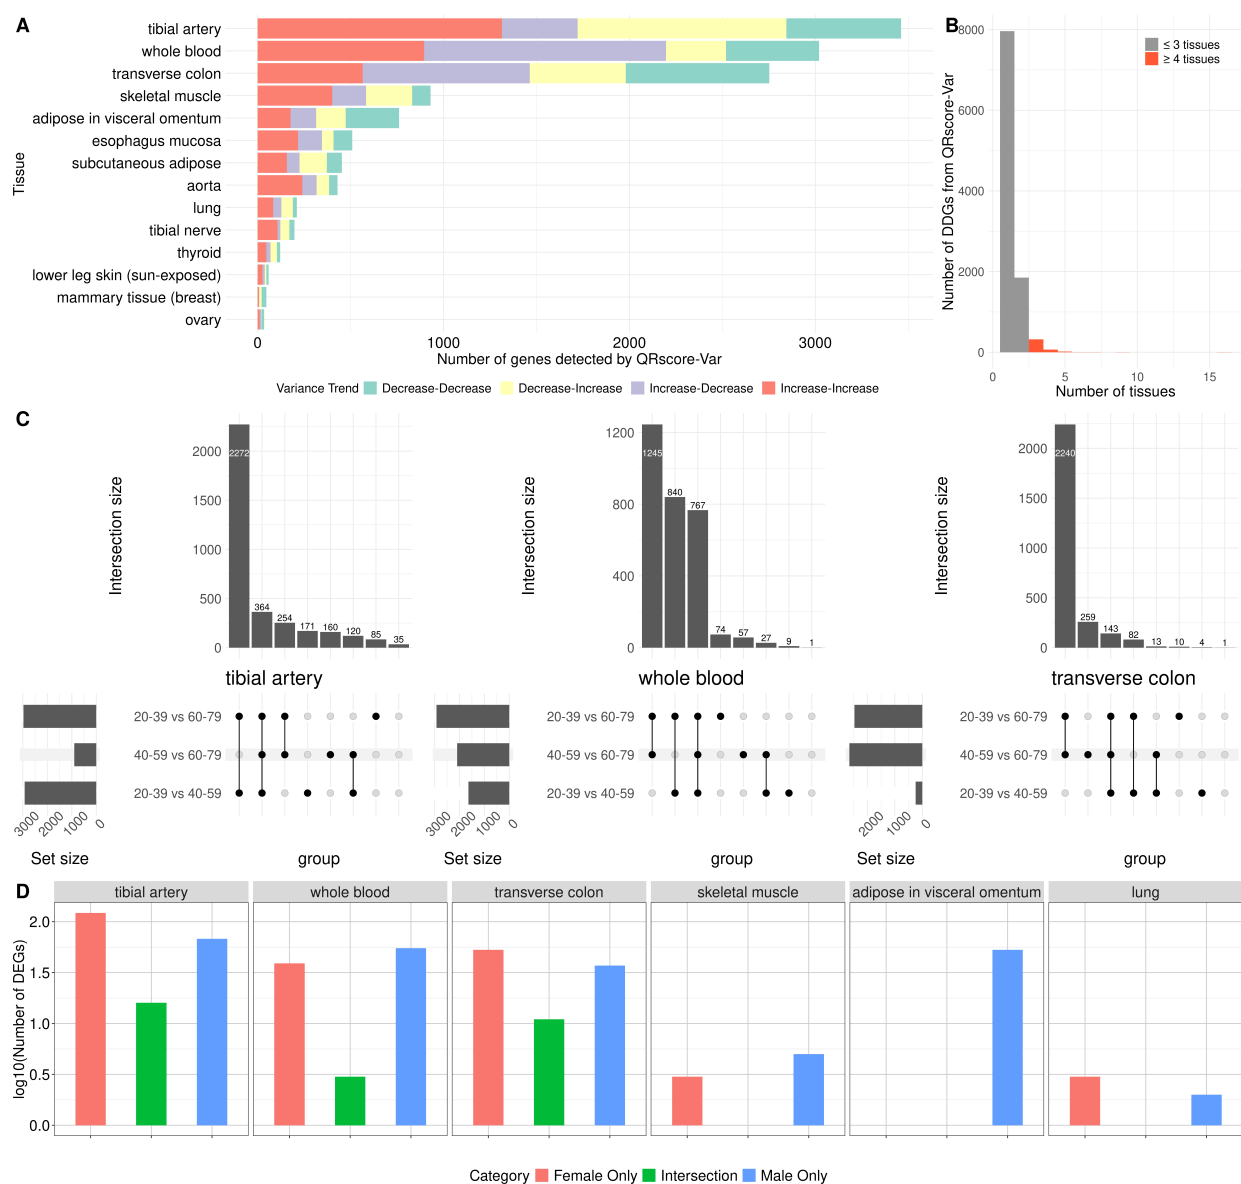 A
Tissue
tibial artery
whole blood
transverse colon
skeletal muscle
adipose in visceral omentum
esophagus mucosa
subcutaneous adipose
aorta
lung
tibial nerve
thyroid
lower leg skin (sun-exposed)
mammary tissue (breast)
ovary
0 1000 2000 3000
Number of genes detected by QRscore-Var
Variance Trend Decrease-Decrease Decrease-Increase Increase-Decrease Increase-Increase
B
Number of DDGs from QRscore-Var
8000
6000
4000
2000
0
≤ 3 tissues
≥ 4 tissues
0 5 10 15
Number of tissues
C
Intersection size
2000
1500
1000
500
0
2272 364 254 171 160 120 85 35
tibial artery
20-39 vs 60-79
40-59 vs 60-79
20-39 vs 40-59
3000 2000 1000 0
Set size
group
Intersection size
1200
800
400
0
1245 840 767 74 57 27 9 1
whole blood
20-39 vs 60-79
40-59 vs 60-79
20-39 vs 40-59
3000 2000 1000 0
Set size
group
Intersection size
2000
1500
1000
500
0
2240 259 143 82 13 10 4 1
transverse colon
20-39 vs 60-79
40-59 vs 60-79
20-39 vs 40-59
2000 1000 0
Set size
group
D
tibial artery whole blood transverse colon skeletal muscle adipose in visceral omentum lung
log10(Number of DEGs)
2.0
1.5
1.0
0.5
0.0
Category Female Only Intersection Male Only